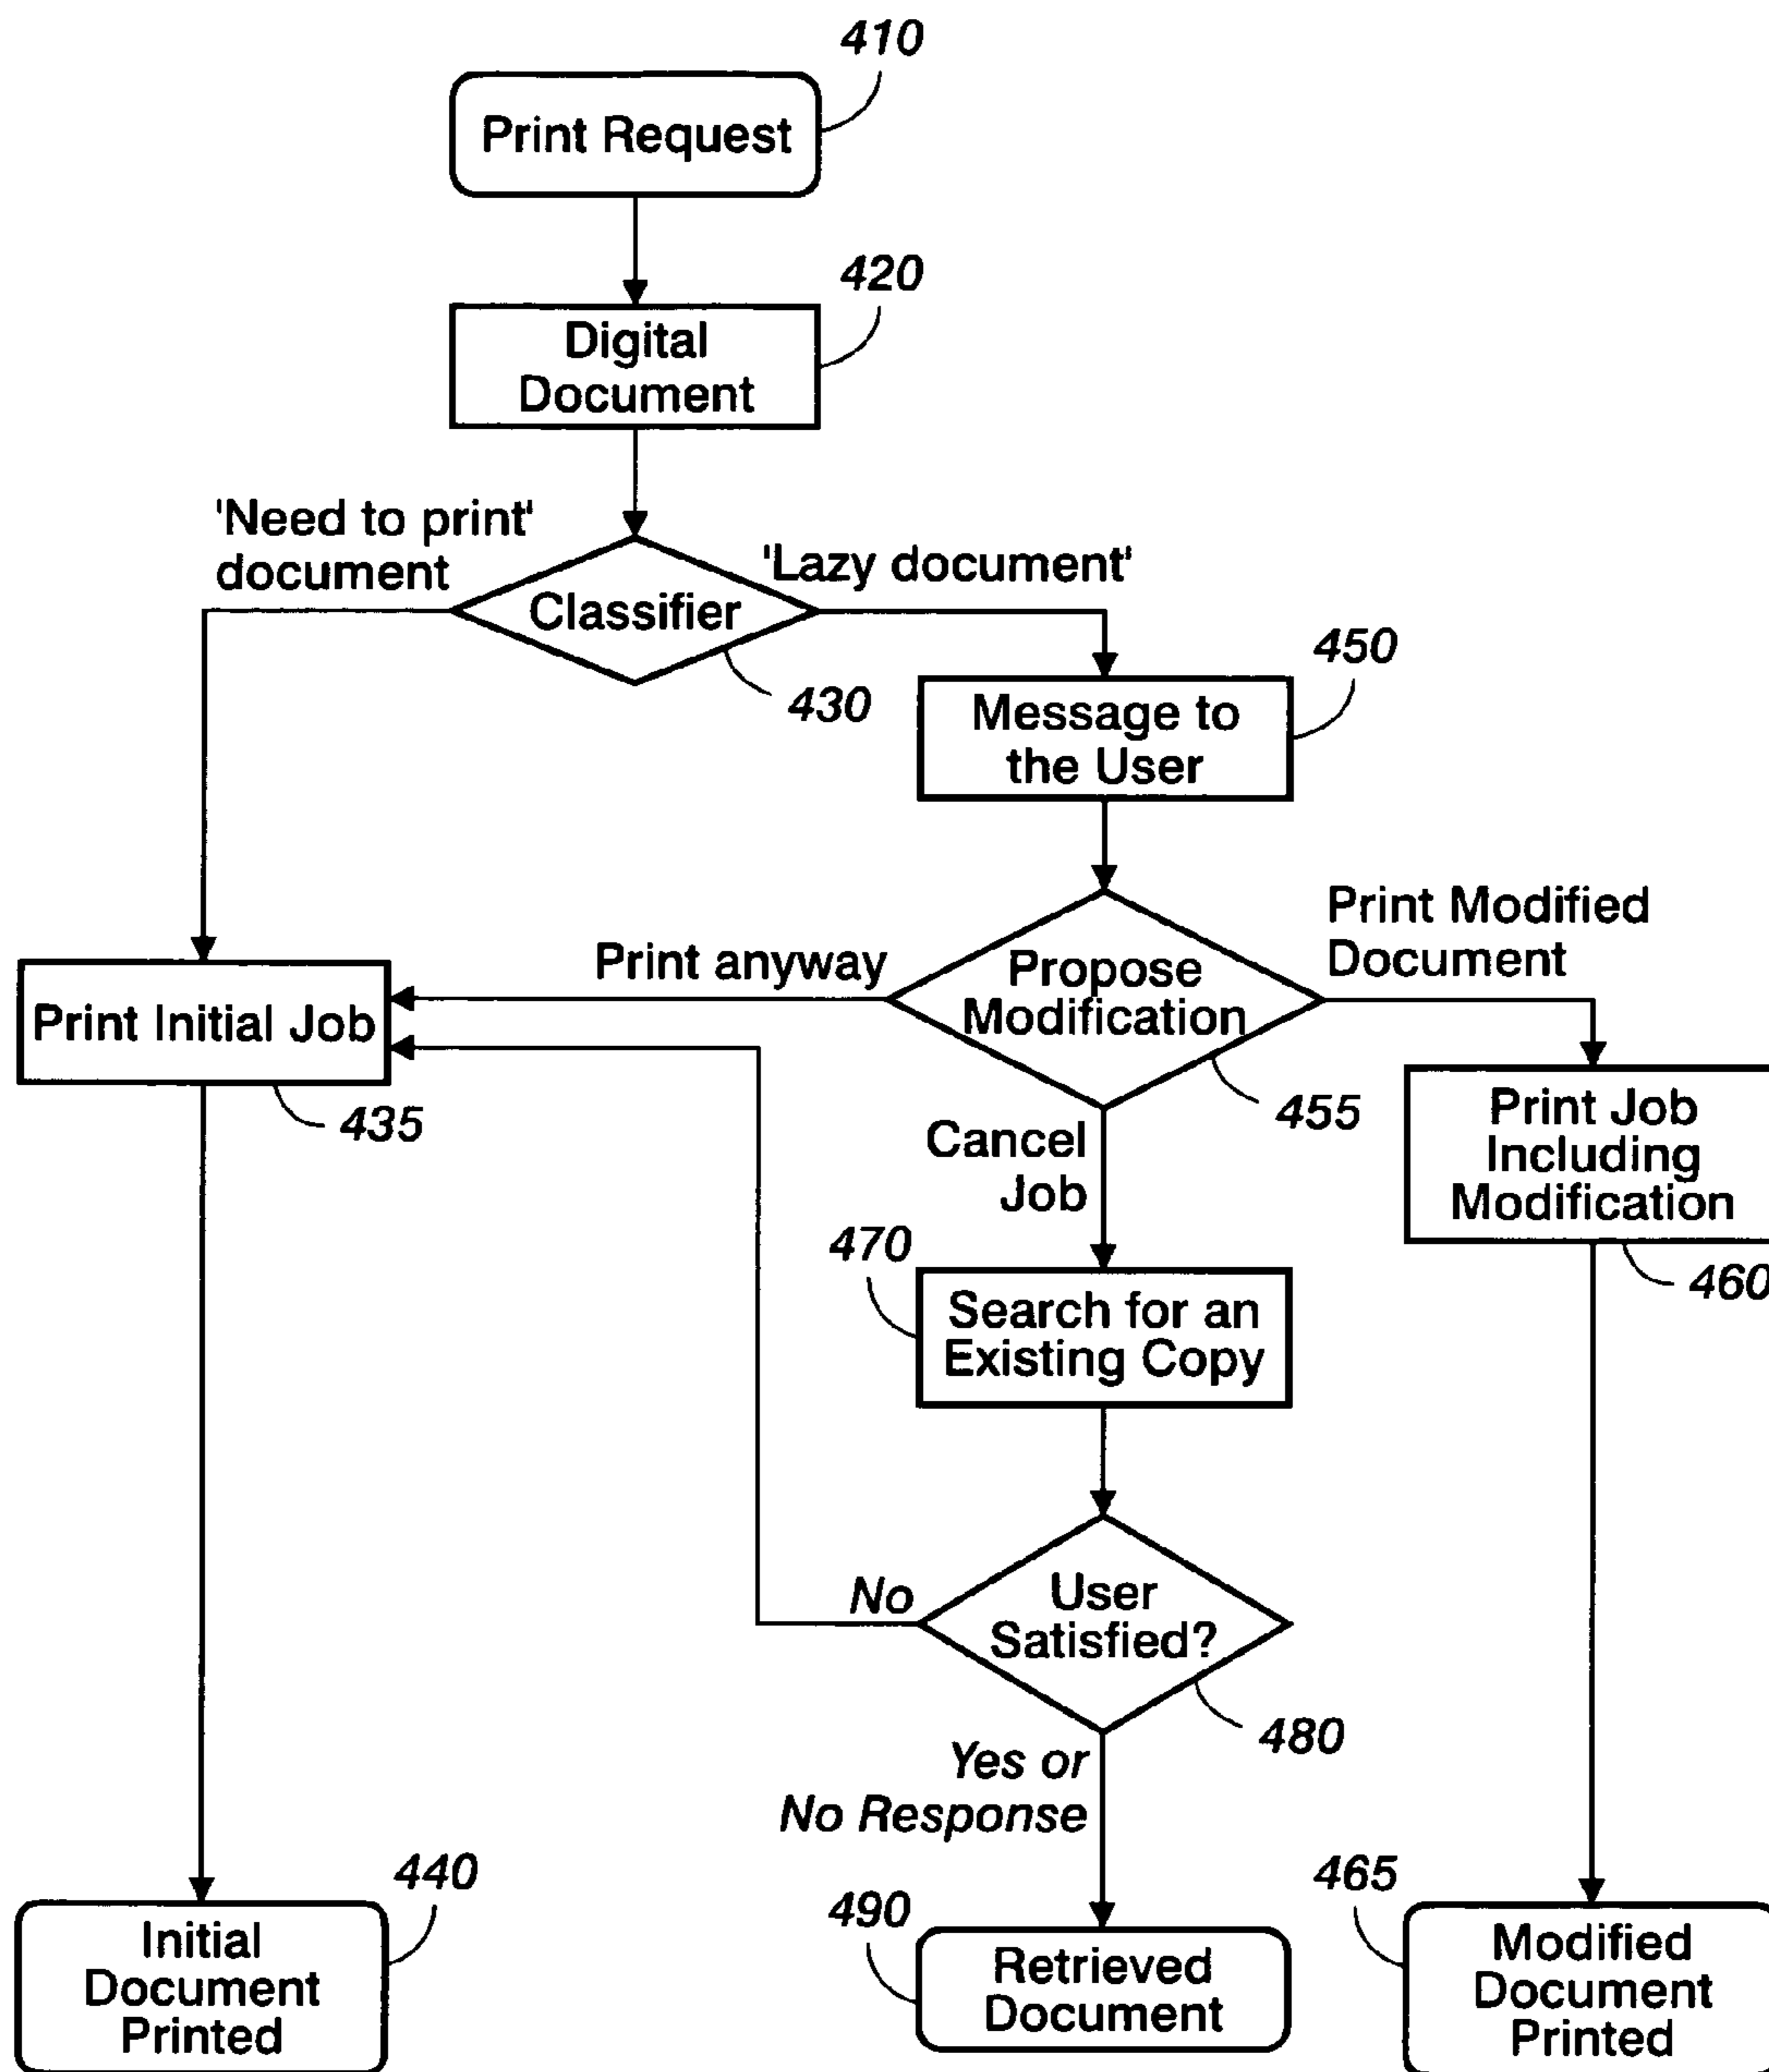 410
Print Request
420
Digital
Document
'Need to print'
document
'Lazy document'
Classifier
430
450
Message to
the User
Print Modified
Document
Print anyway
Propose
Modification
Print Initial Job
435
455
Print Job
Including
Modification
460
Cancel
Job
470
Search for an
Existing Copy
No
User
Satisfied?
480
Yes or
No Response
440
Initial
Document
Printed
490
Retrieved
Document
465
Modified
Document
Printed